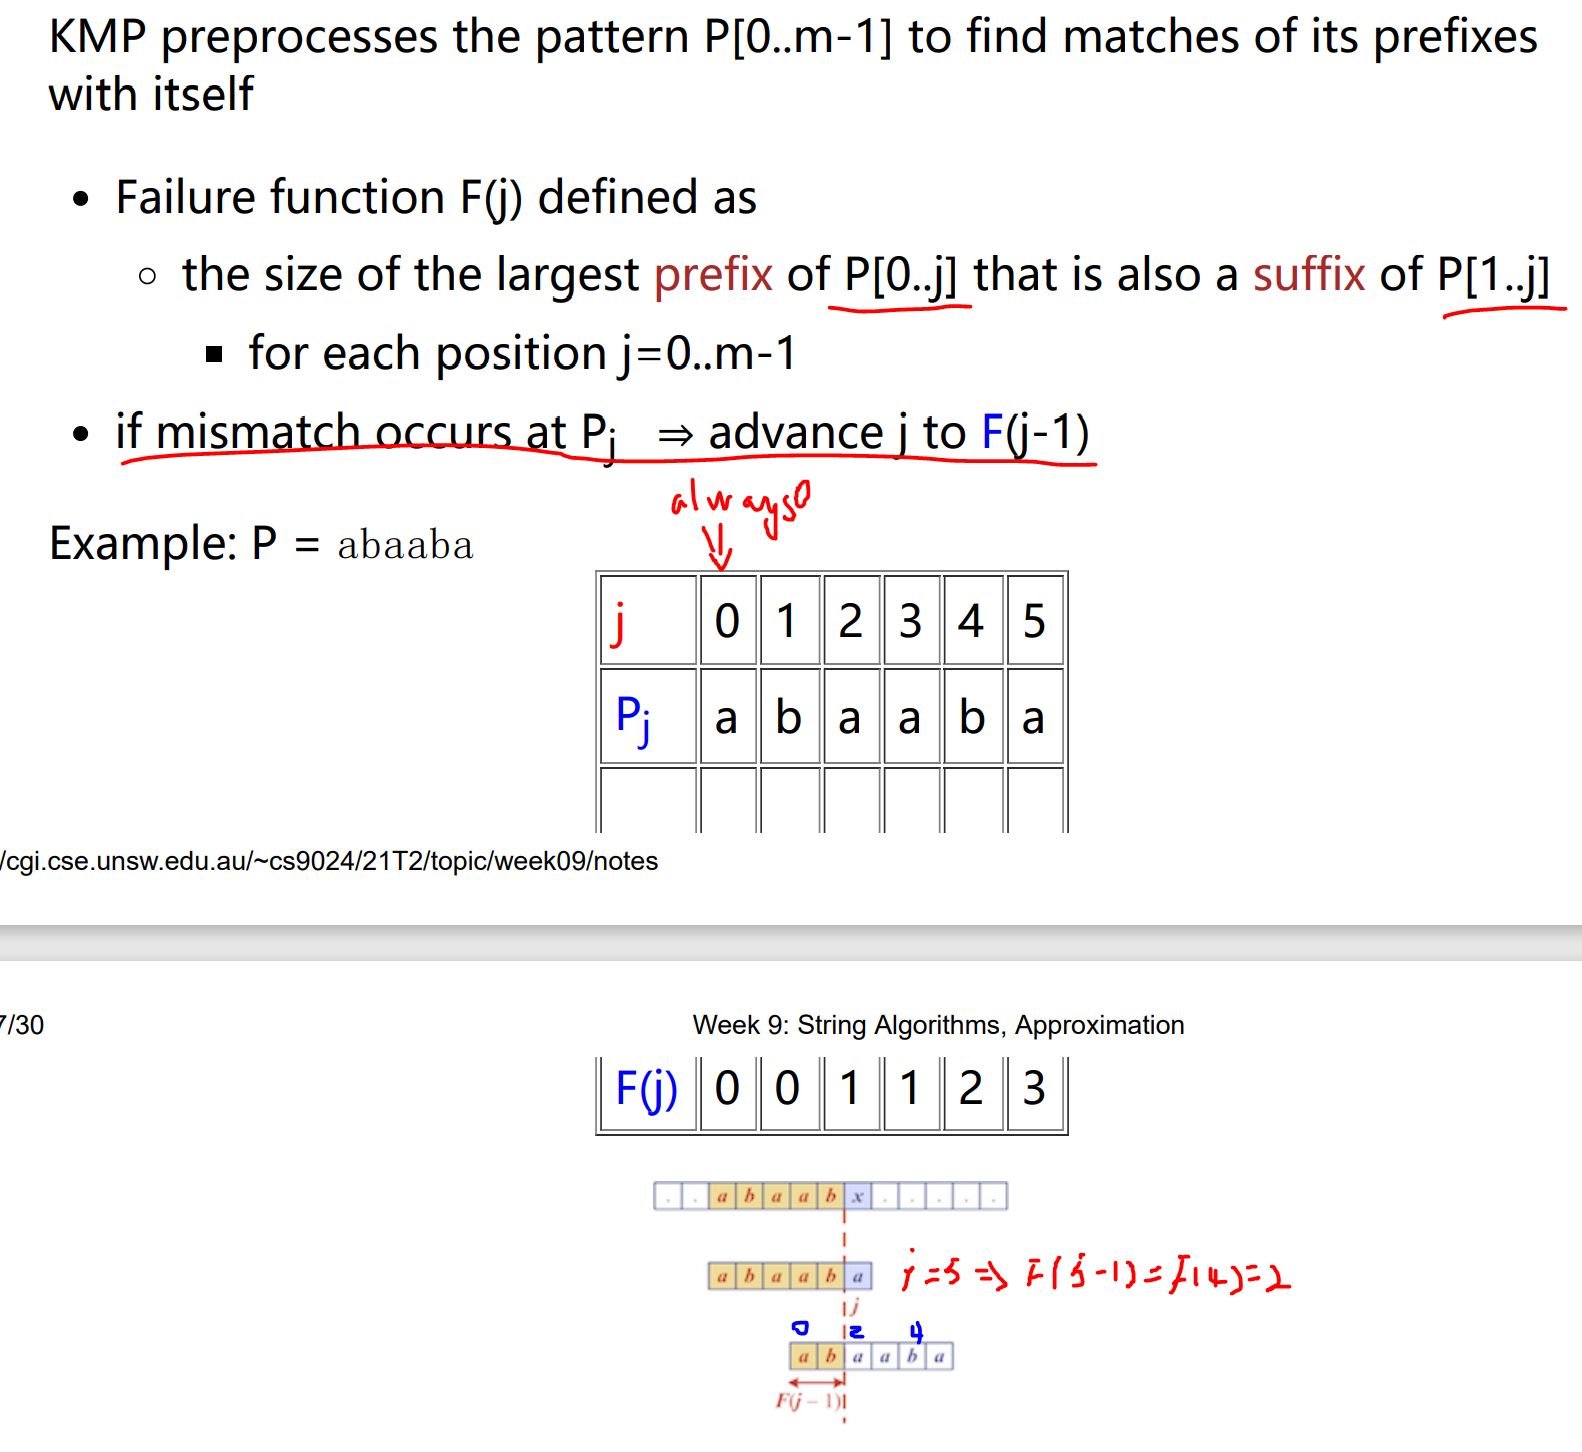 KMP preprocesses the pattern P[0..m-1] to find matches of its prefixes
with itself
• Failure function F(j) defined as
○ the size of the largest prefix of P[0..j] that is also a suffix of P[1..j]
■ for each position j=0..m-1
• if mismatch occurs at Pj ⇒ advance j to F(j-1)
always 0
Example: P = abaaba
j 0 1 2 3 4 5
Pj a b a a b a
/cgi.cse.unsw.edu.au/~cs9024/21T2/topic/week09/notes
7/30
Week 9: String Algorithms, Approximation
F(j) 0 0 1 1 2 3
. . a b a a b x . . . . .
a b a a b a
j=5 ⇒ F(j-1)=F(4)=2
j
0 2 4
a b a a b a
F(j – 1)